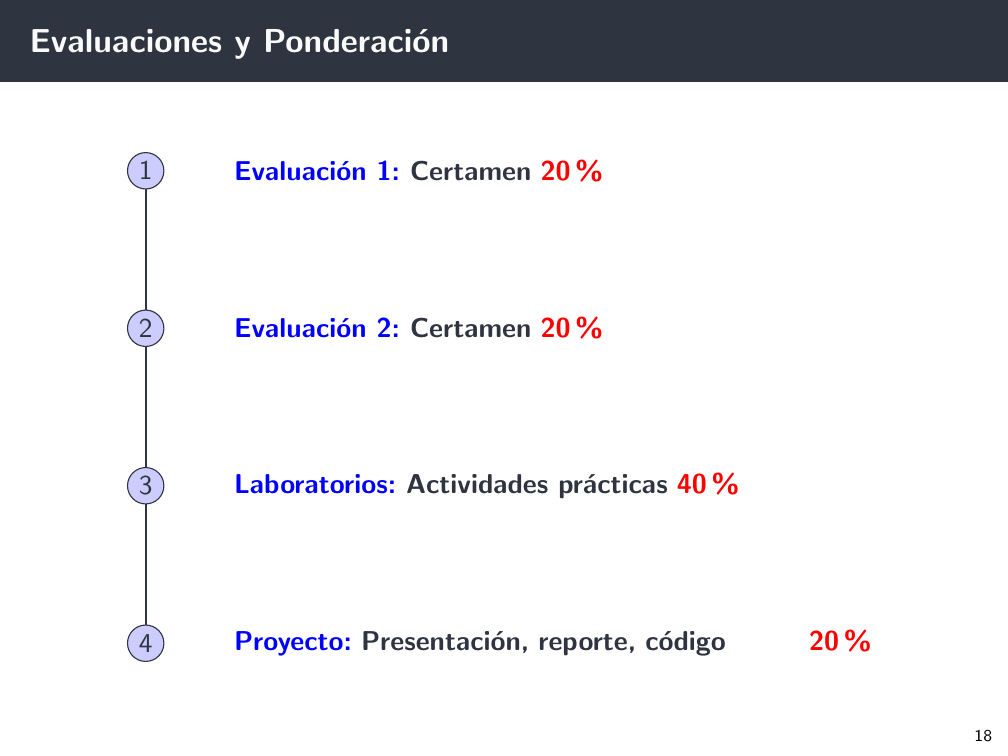 Evaluaciones y Ponderación
1 Evaluación 1: Certamen 20 %
2 Evaluación 2: Certamen 20 %
3 Laboratorios: Actividades prácticas 40 %
4 Proyecto: Presentación, reporte, código 20 %
18